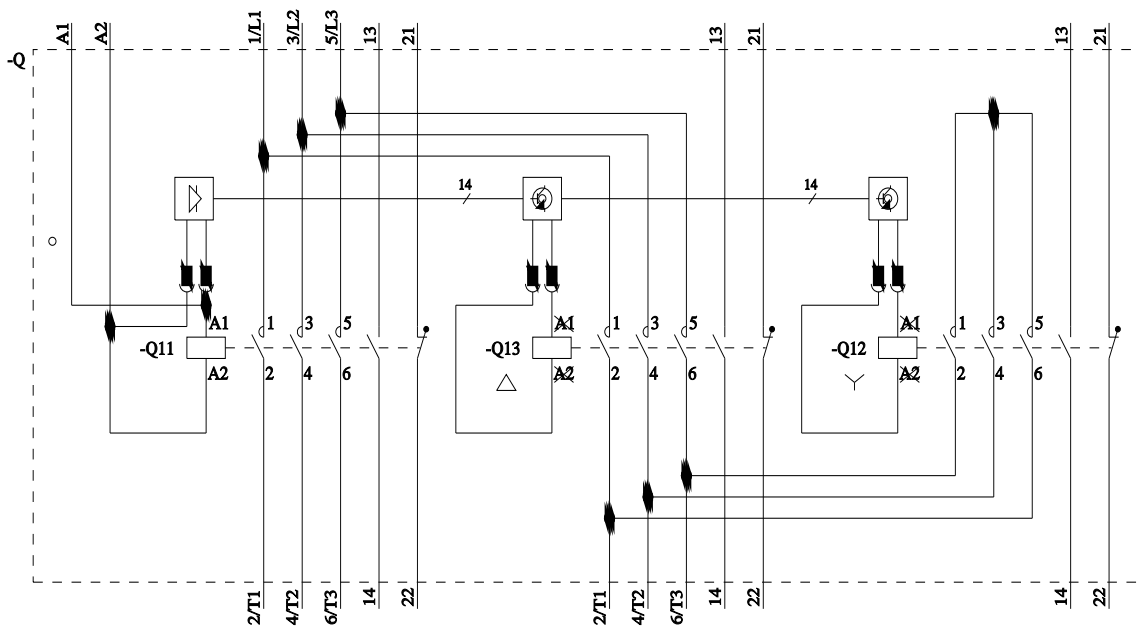 A1 A2 1/L1 3/L2 5/L3 13 21 13 21 13 21
-Q
14 14
A1 1 3 5 A1 1 3 5 A1 1 3 5
-Q11 -Q13 -Q12
A2 2 4 6 A2 2 4 6 A2 2 4 6
2/T1 4/T2 6/T3 14 22 2/T1 4/T2 6/T3 14 22 14 22